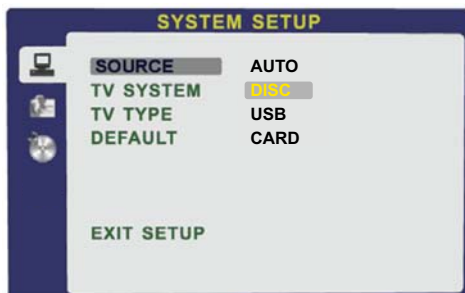 SYSTEM SETUP
SOURCE AUTO
TV SYSTEM DISC
TV TYPE USB
DEFAULT CARD
EXIT SETUP